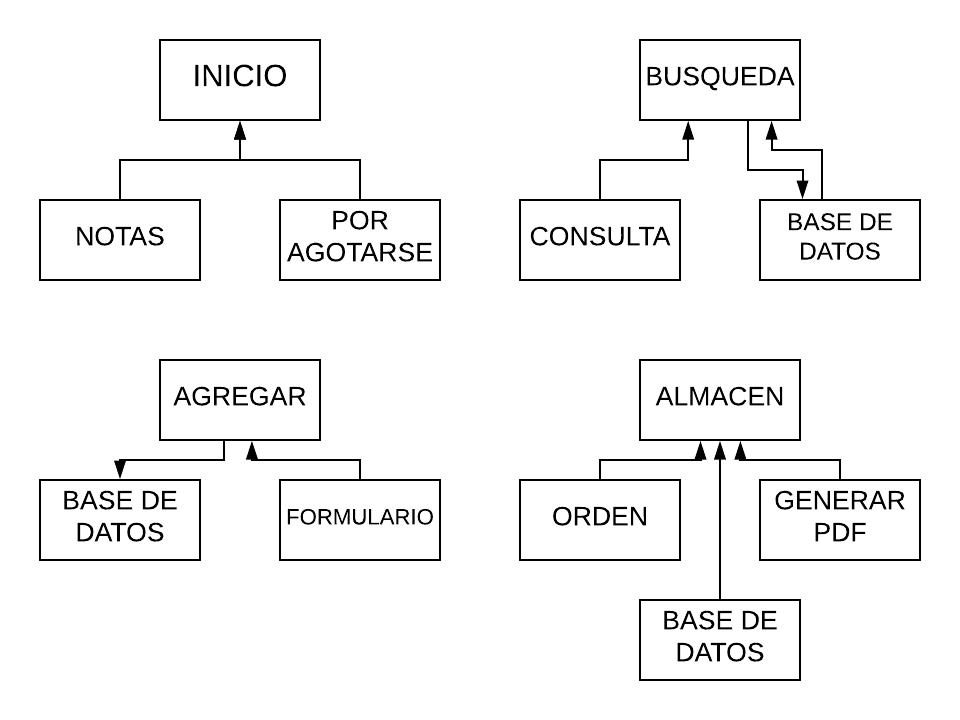 INICIO
BUSQUEDA
NOTAS
POR
AGOTARSE
CONSULTA
BASE DE
DATOS
AGREGAR
ALMACEN
BASE DE
DATOS
FORMULARIO
ORDEN
GENERAR
PDF
BASE DE
DATOS